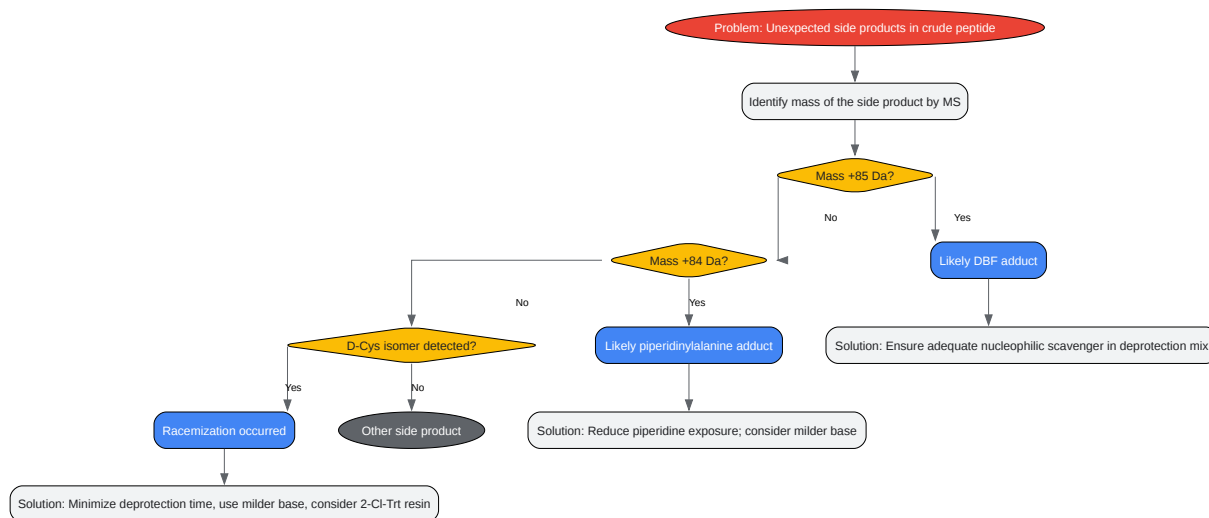 Problem: Unexpected side products in crude peptide
Identify mass of the side product by MS
Mass +85 Da?
No
Yes
Mass +84 Da?
Likely DBF adduct
No
Yes
D-Cys isomer detected?
Likely piperidinylalanine adduct
Solution: Ensure adequate nucleophilic scavenger in deprotection mix
Yes
No
Racemization occurred
Other side product
Solution: Reduce piperidine exposure; consider milder base
Solution: Minimize deprotection time, use milder base, consider 2-Cl-Trt resin